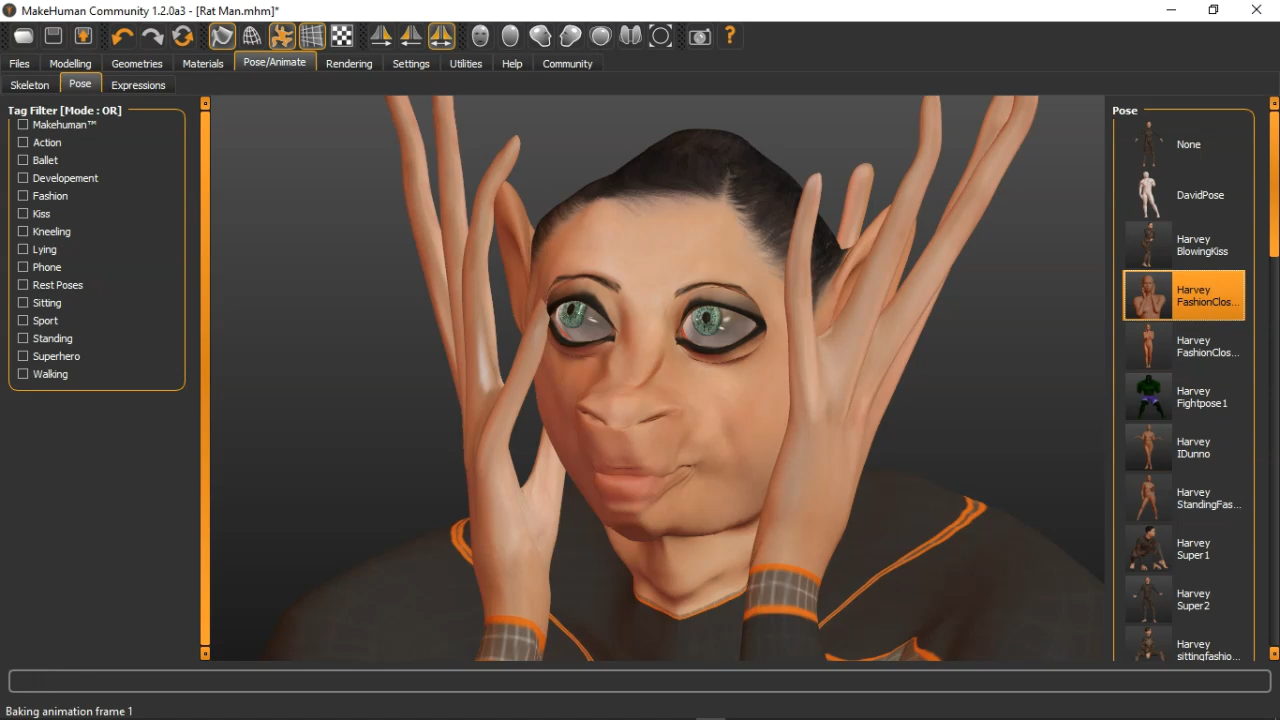 MakeHuman Community 1.2.0a3 - [Rat Man.mhm]*
Files Modelling Geometries Materials Pose/Animate Rendering Settings Utilities Help Community
Skeleton Pose Expressions
Tag Filter [Mode : OR]
Makehuman™
Action
Ballet
Developement
Fashion
Kiss
Kneeling
Lying
Phone
Rest Poses
Sitting
Sport
Standing
Superhero
Walking
Pose
None
DavidPose
Harvey
BlowingKiss
Harvey
FashionClos...
Harvey
FashionClos...
Harvey
Fightpose1
Harvey
IDunno
Harvey
StandingFas...
Harvey
Super1
Harvey
Super2
Harvey
sittingfashio...
Baking animation frame 1